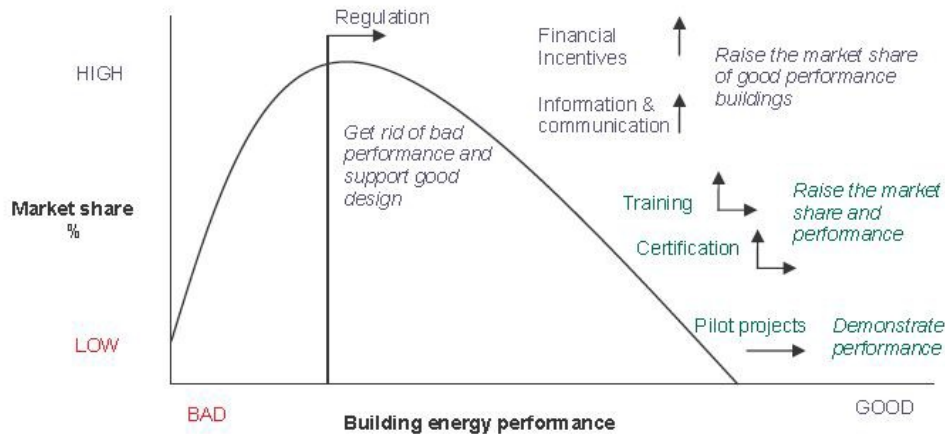 Regulation
HIGH
Financial
Incentives
Raise the market share
of good performance
buildings
Information &
communication
Get rid of bad
performance and
support good
design
Market share
%
Training
Raise the market
share and
performance
Certification
LOW
Pilot projects
Demonstrate
performance
BAD
Building energy performance
GOOD